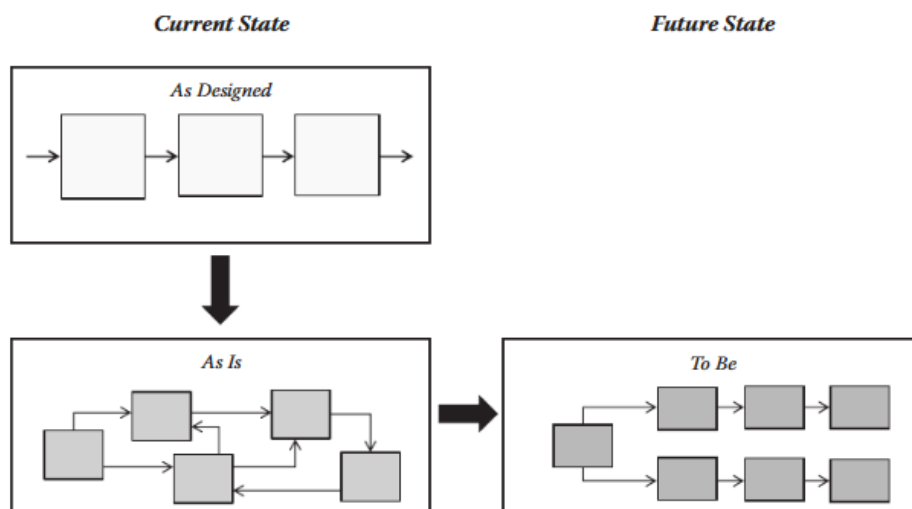 Current State
Future State
As Designed
As Is
To Be